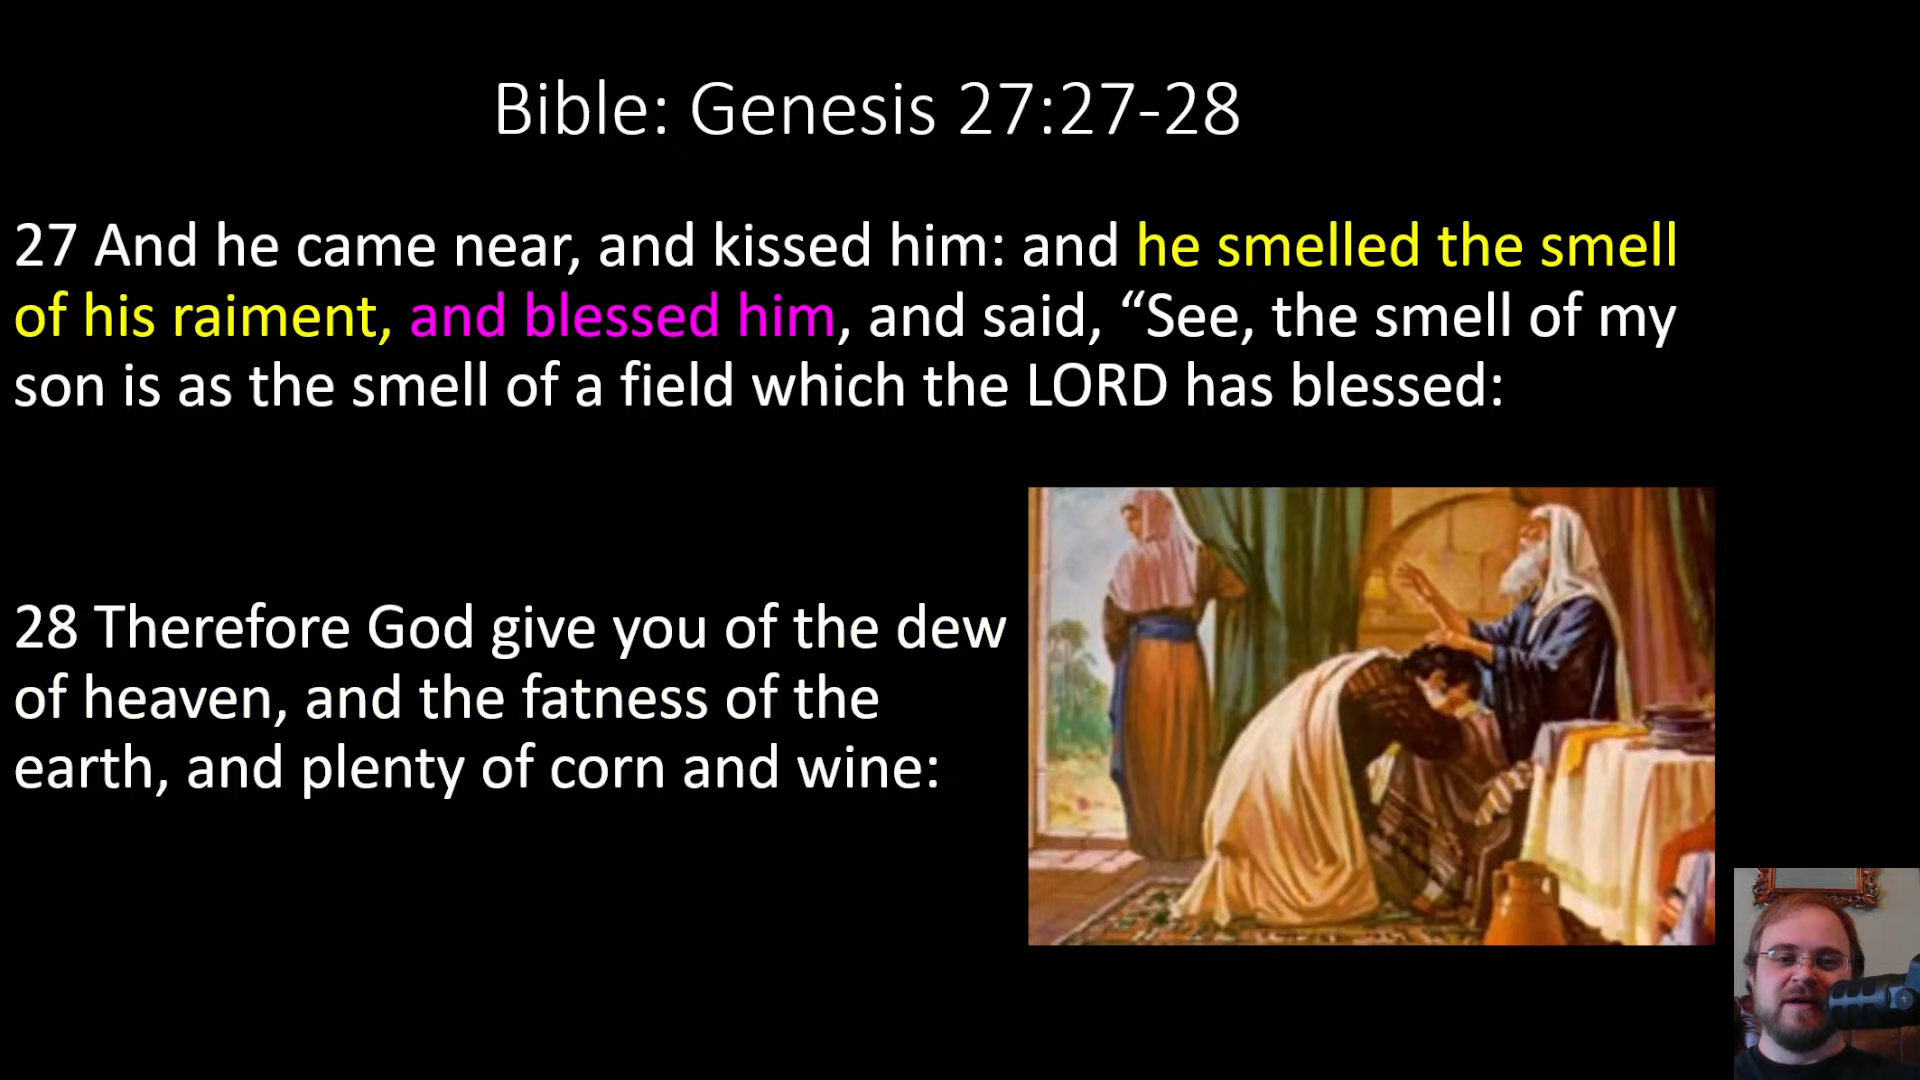 Bible: Genesis 27:27-28
27 And he came near, and kissed him: and he smelled the smell
of his raiment, and blessed him, and said, “See, the smell of my
son is as the smell of a field which the LORD has blessed:
28 Therefore God give you of the dew
of heaven, and the fatness of the
earth, and plenty of corn and wine: